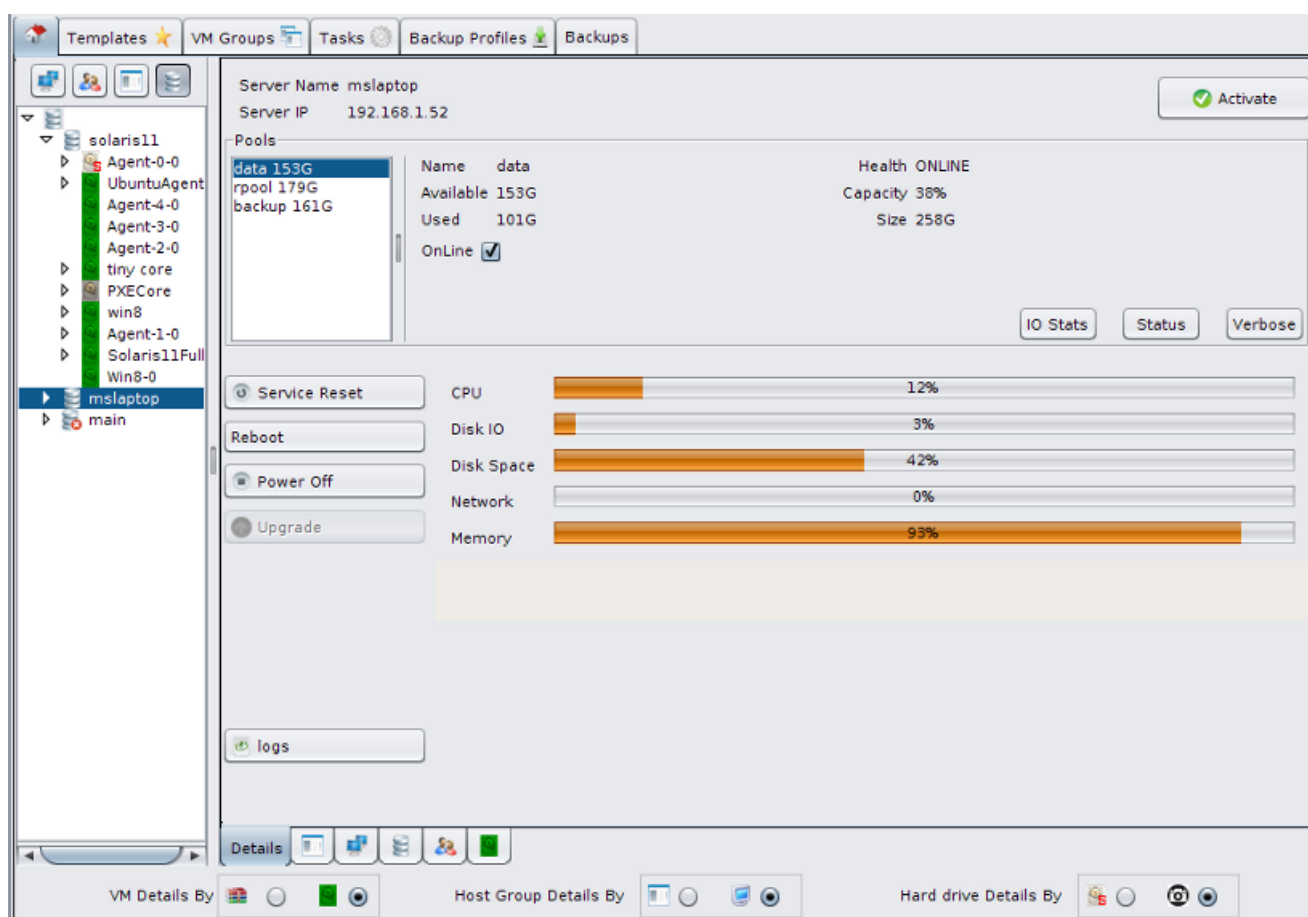 Templates VM Groups Tasks Backup Profiles Backups
Server Name mslaptop
Server IP 192.168.1.52
Activate
solaris11
Agent-0-0
UbuntuAgent
Agent-4-0
Agent-3-0
Agent-2-0
tiny core
PXECore
win8
Agent-1-0
Solaris11Full
Win8-0
mslaptop
main
Pools
data 153G
rpool 179G
backup 161G
Name data
Available 153G
Used 101G
OnLine
Health ONLINE
Capacity 38%
Size 258G
IO Stats Status Verbose
Service Reset
Reboot
Power Off
Upgrade
logs
CPU 12%
Disk IO 3%
Disk Space 42%
Network 0%
Memory 93%
Details
VM Details By Host Group Details By Hard drive Details By